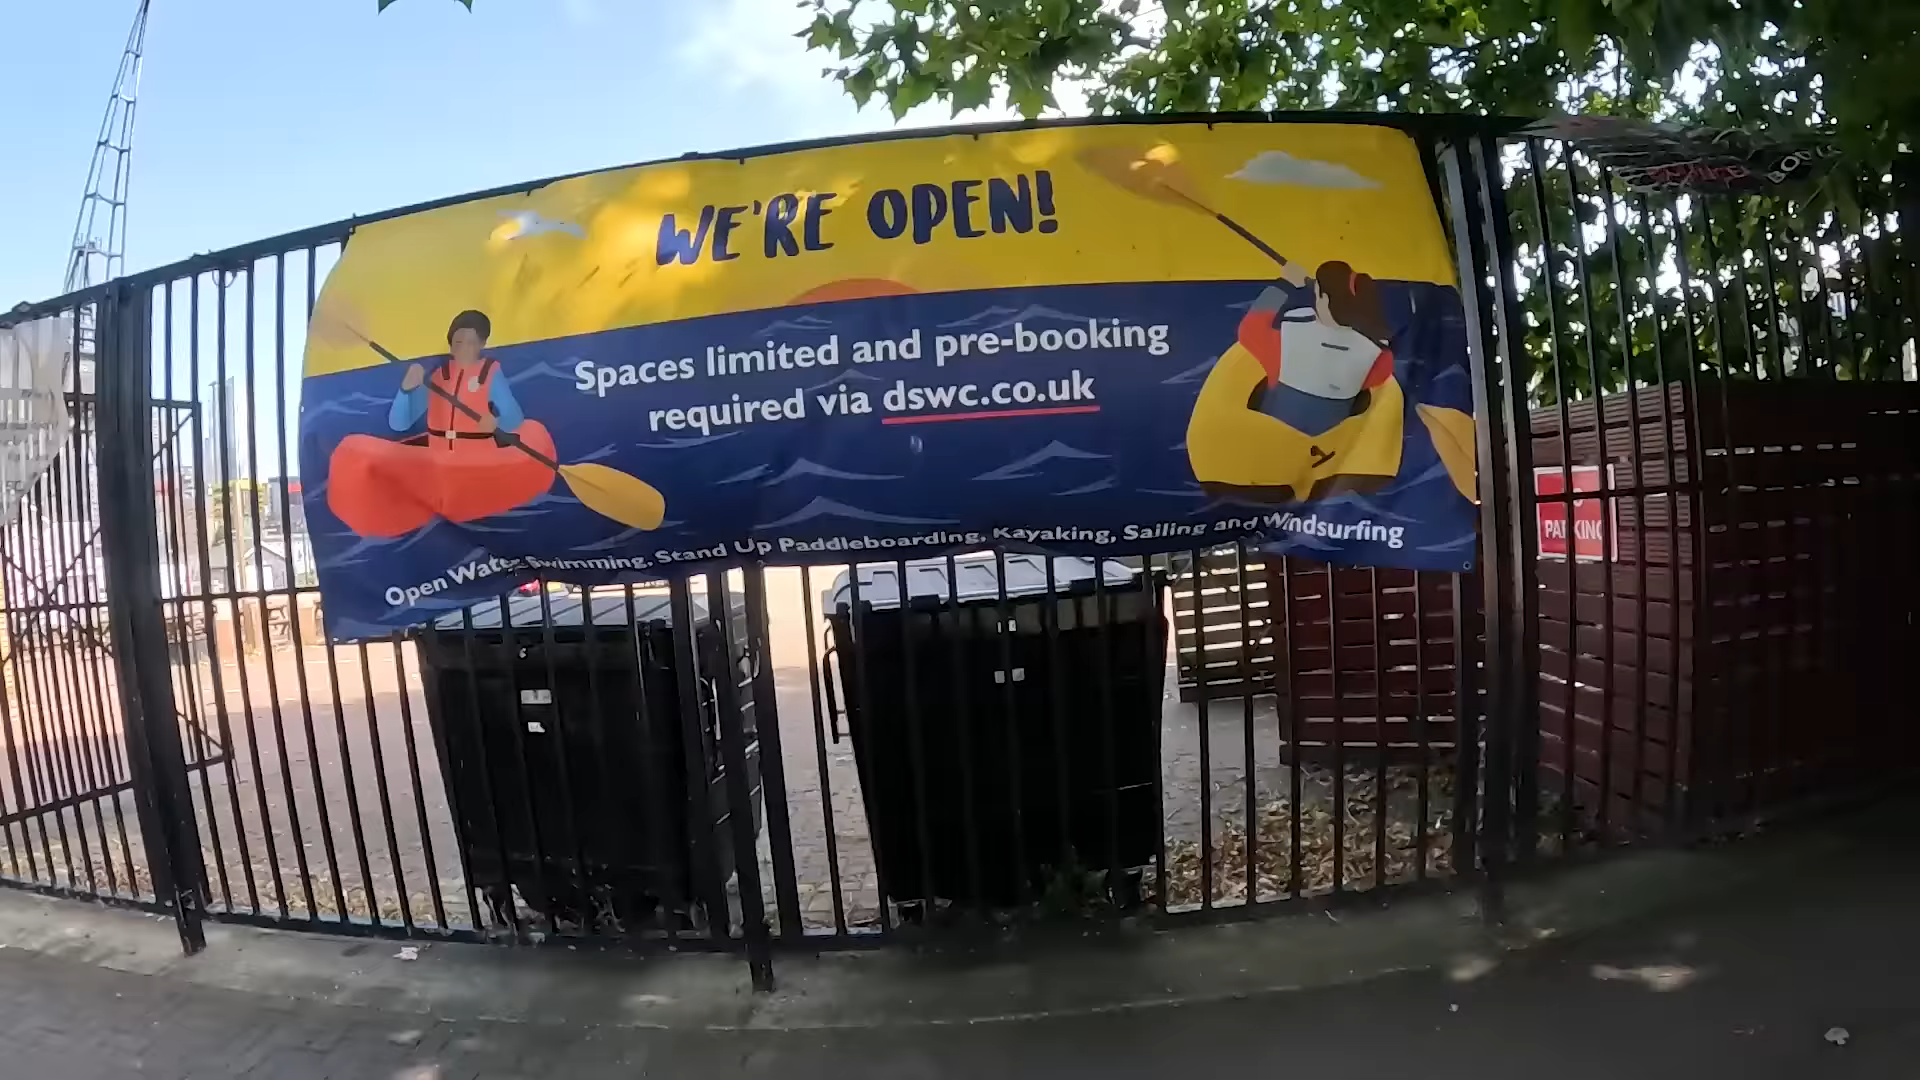 WE'RE OPEN!
Spaces limited and pre-booking
required via dswc.co.uk
Open Water Swimming, Stand Up Paddleboarding, Kayaking, Sailing and Windsurfing
NO
PARKING